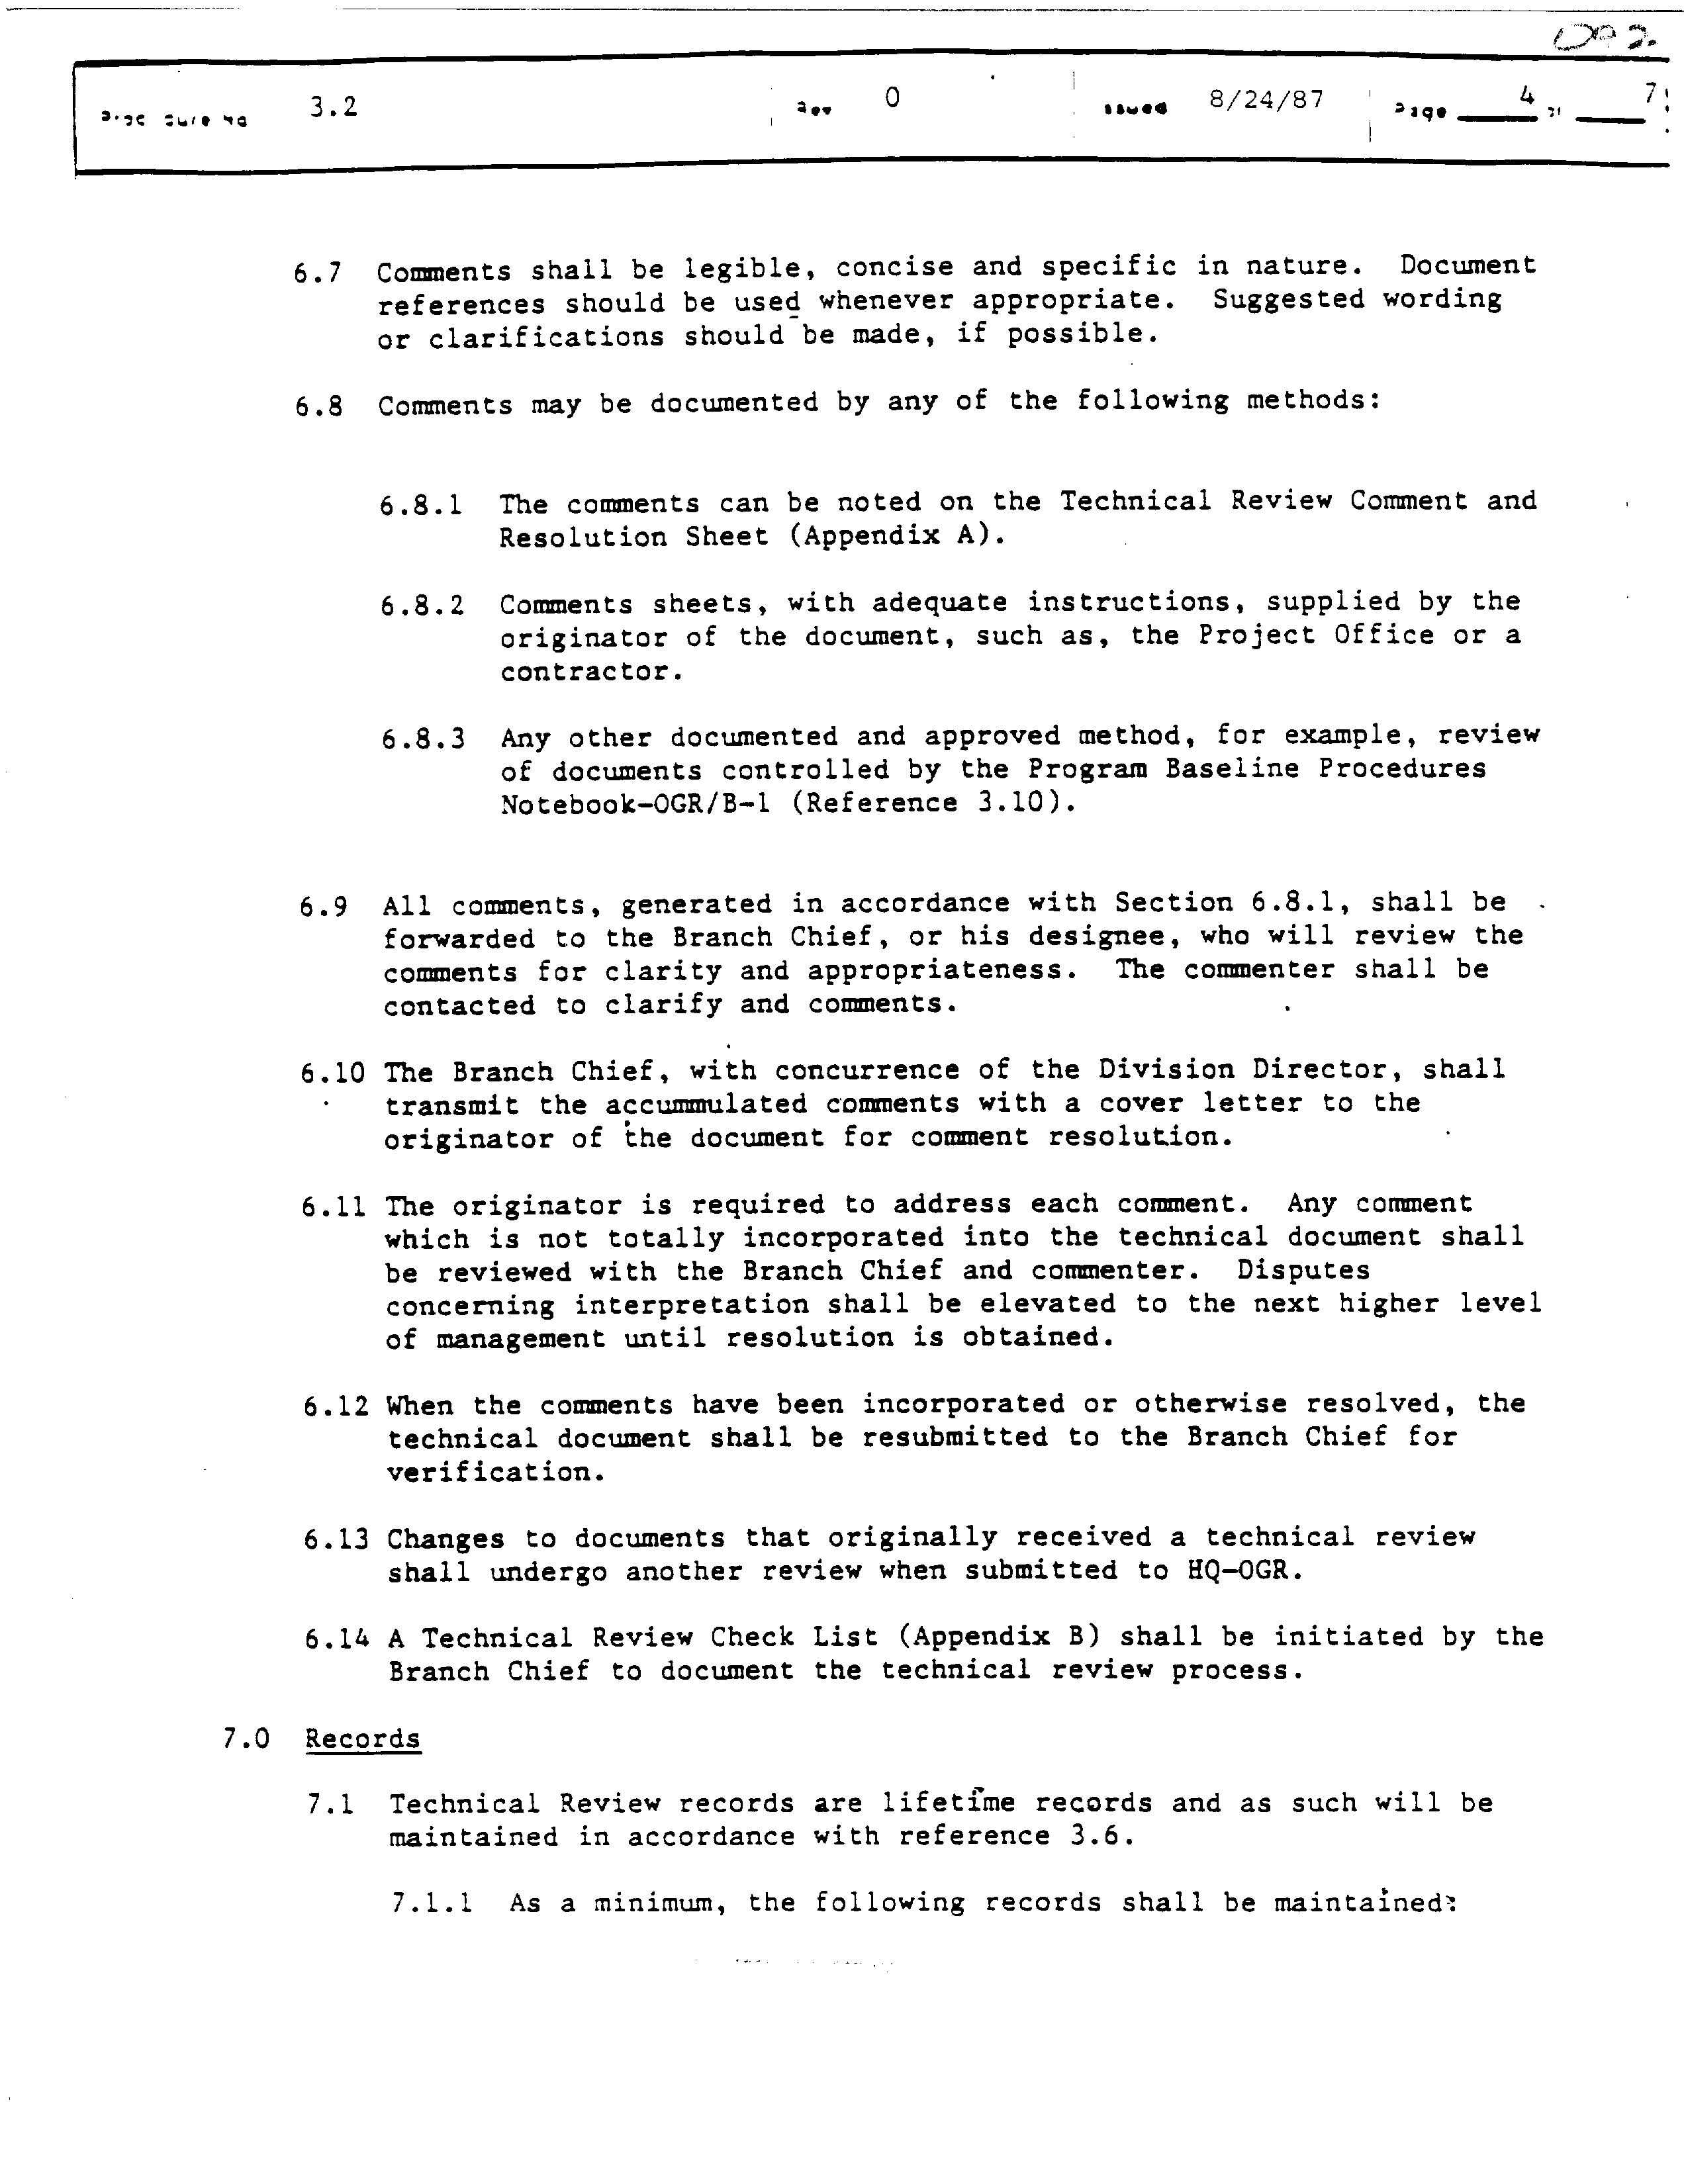 Procedure No 3.2 Rev 0 Issued 8/24/87 Page 4 of 7
6.7 Comments shall be legible, concise and specific in nature. Document
references should be used whenever appropriate. Suggested wording
or clarifications should be made, if possible.
6.8 Comments may be documented by any of the following methods:
6.8.1 The comments can be noted on the Technical Review Comment and
Resolution Sheet (Appendix A).
6.8.2 Comments sheets, with adequate instructions, supplied by the
originator of the document, such as, the Project Office or a
contractor.
6.8.3 Any other documented and approved method, for example, review
of documents controlled by the Program Baseline Procedures
Notebook-OGR/B-1 (Reference 3.10).
6.9 All comments, generated in accordance with Section 6.8.1, shall be
forwarded to the Branch Chief, or his designee, who will review the
comments for clarity and appropriateness. The commenter shall be
contacted to clarify and comments.
6.10 The Branch Chief, with concurrence of the Division Director, shall
transmit the accummulated comments with a cover letter to the
originator of the document for comment resolution.
6.11 The originator is required to address each comment. Any comment
which is not totally incorporated into the technical document shall
be reviewed with the Branch Chief and commenter. Disputes
concerning interpretation shall be elevated to the next higher level
of management until resolution is obtained.
6.12 When the comments have been incorporated or otherwise resolved, the
technical document shall be resubmitted to the Branch Chief for
verification.
6.13 Changes to documents that originally received a technical review
shall undergo another review when submitted to HQ-OGR.
6.14 A Technical Review Check List (Appendix B) shall be initiated by the
Branch Chief to document the technical review process.
7.0 Records
7.1 Technical Review records are lifetime records and as such will be
maintained in accordance with reference 3.6.
7.1.1 As a minimum, the following records shall be maintained: